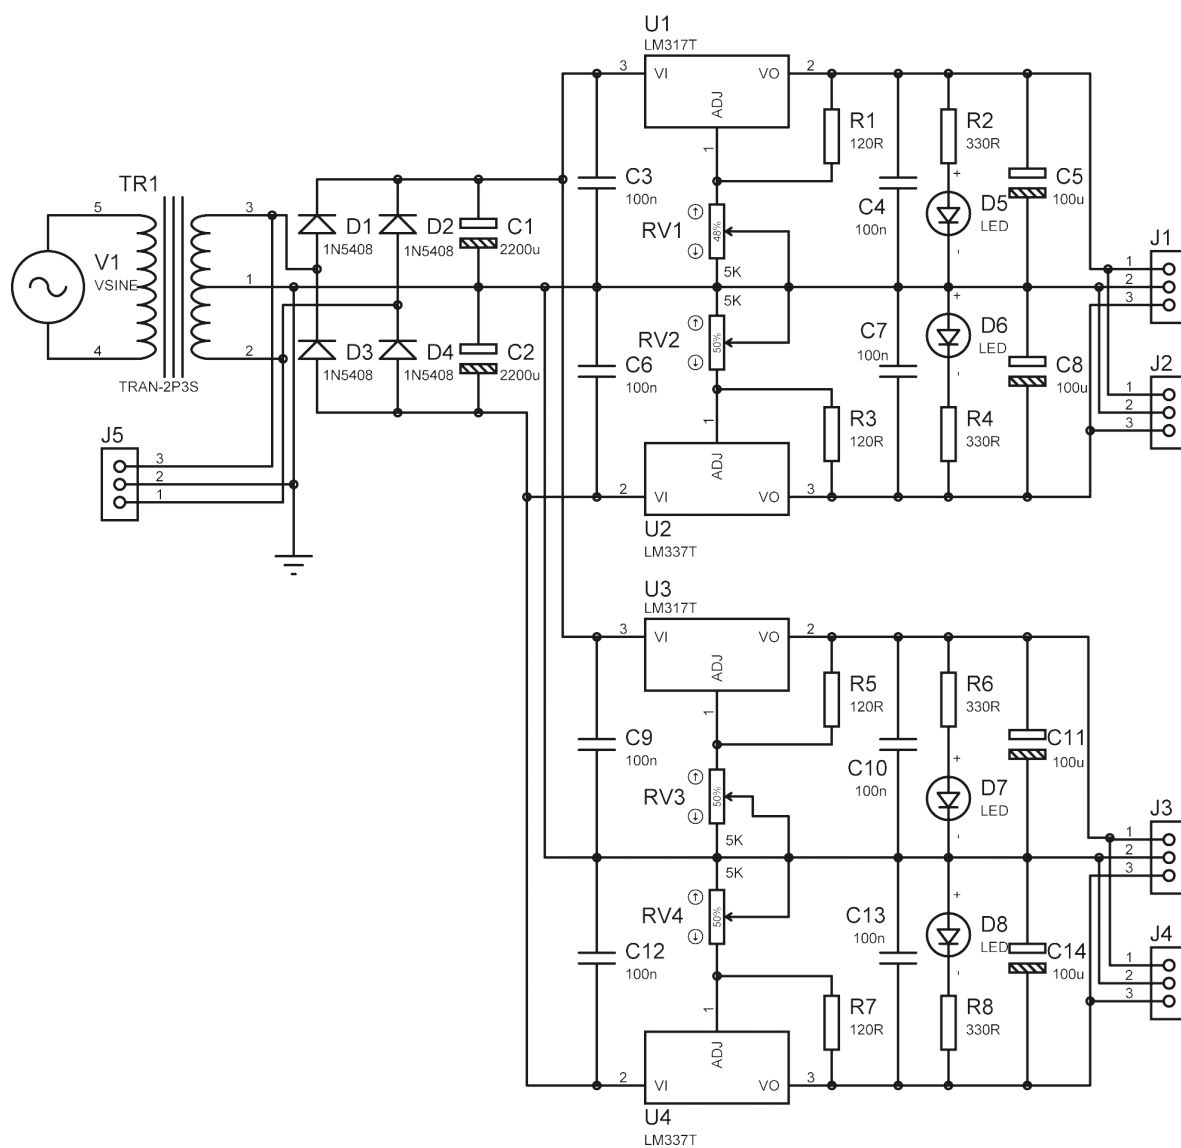 U1
LM317T
3
VI
VO
2
ADJ
1
R1
120R
R2
330R
C3
100n
C4
100n
+
D5
LED
-
C5
100u
RV1
48%
5K
TR1
5
3
V1
VSINE
1
4
2
TRAN-2P3S
D1
1N5408
D2
1N5408
C1
2200u
D3
1N5408
D4
1N5408
C2
2200u
J1
1
2
3
5K
RV2
50%
C7
100n
+
D6
LED
-
C6
100n
C8
100u
J2
1
2
3
R3
120R
R4
330R
1
ADJ
2
VI
VO
3
U2
LM337T
J5
3
2
1
U3
LM317T
3
VI
VO
2
ADJ
1
R5
120R
R6
330R
C9
100n
C10
100n
+
D7
LED
-
C11
100u
RV3
50%
5K
J3
1
2
3
5K
RV4
50%
C12
100n
C13
100n
+
D8
LED
-
C14
100u
J4
1
2
3
R7
120R
R8
330R
1
ADJ
2
VI
VO
3
U4
LM337T